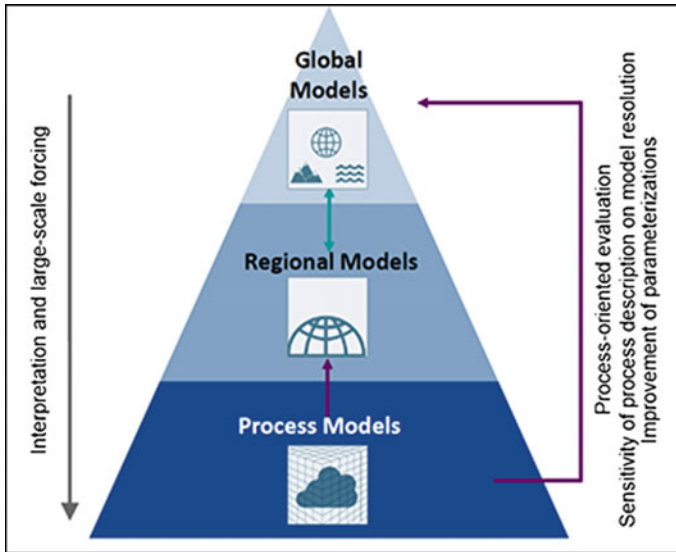 Global
Models
Regional Models
Process Models
Interpretation and large-scale forcing
Process-oriented evaluation
Sensitivity of process description on model resolution
Improvement of parameterizations